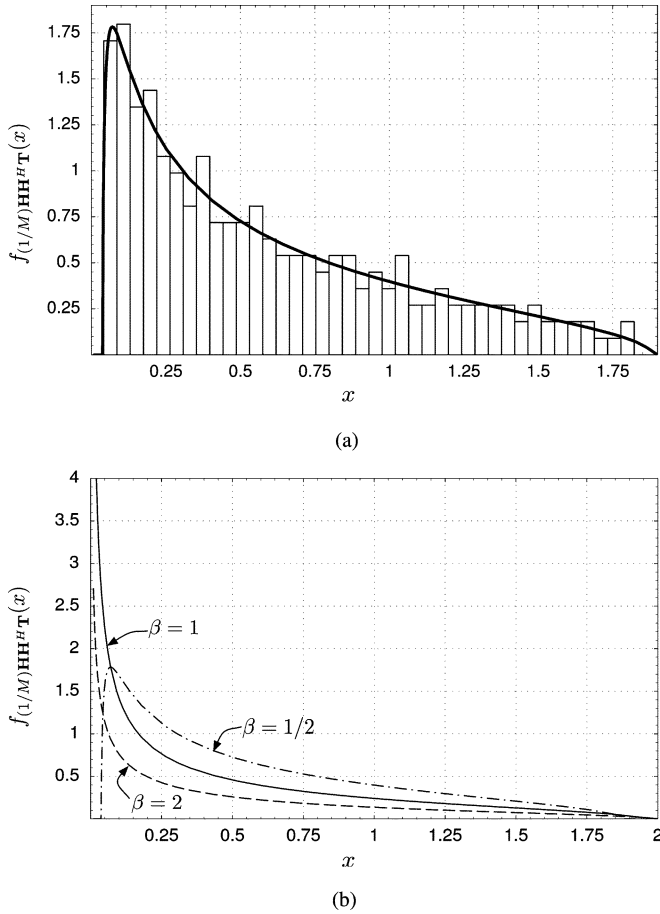 1.75
1.5
1.25
1
0.75
0.5
0.25
f_{(1/M)HH^HT}(x)
0.25 0.5 0.75 1 1.25 1.5 1.75
x
(a)
4
3.5
3
2.5
2
1.5
1
0.5
f_{(1/M)HH^HT}(x)
β = 1
β = 1/2
β = 2
0.25 0.5 0.75 1 1.25 1.5 1.75 2
x
(b)